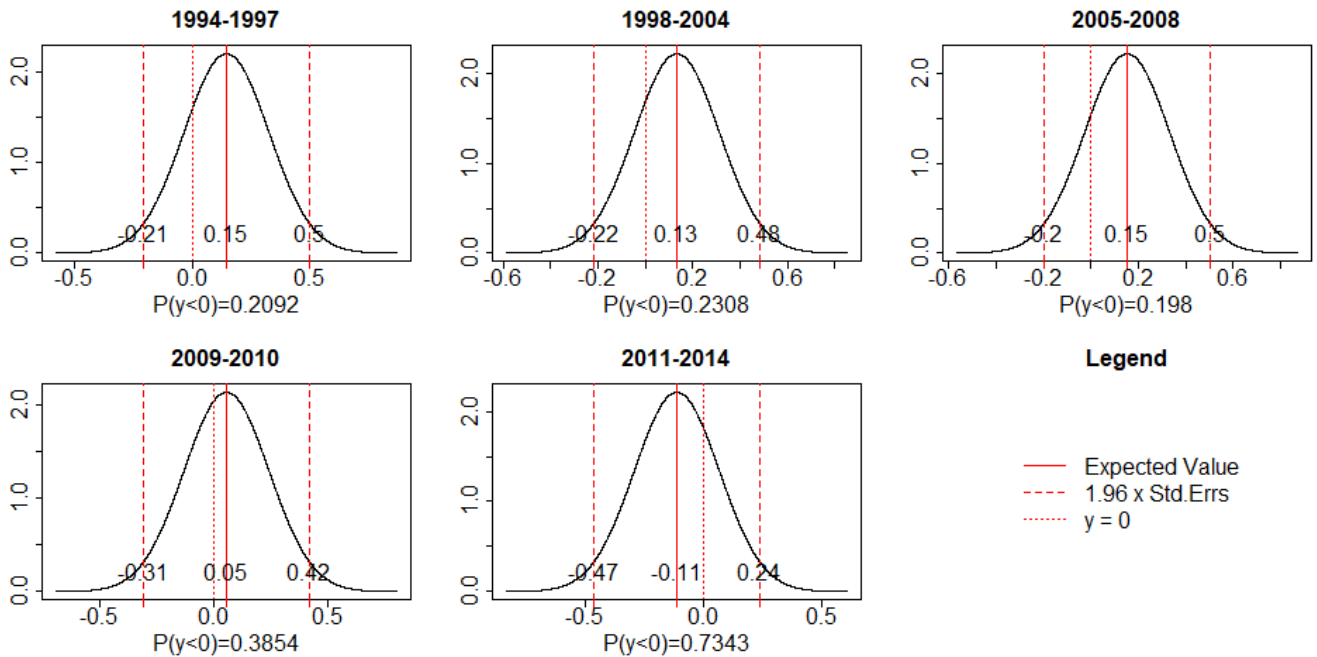 1994-1997
2.0
1.0
0.0
-0.21 0.15 0.5
-0.5 0.0 0.5
P(y<0)=0.2092
1998-2004
2.0
1.0
0.0
-0.22 0.13 0.48
-0.6 -0.2 0.2 0.6
P(y<0)=0.2308
2005-2008
2.0
1.0
0.0
-0.2 0.15 0.5
-0.6 -0.2 0.2 0.6
P(y<0)=0.198
2009-2010
2.0
1.0
0.0
-0.31 0.05 0.42
-0.5 0.0 0.5
P(y<0)=0.3854
2011-2014
2.0
1.0
0.0
-0.47 -0.11 0.24
-0.5 0.0 0.5
P(y<0)=0.7343
Legend
Expected Value
1.96 x Std.Errs
y = 0